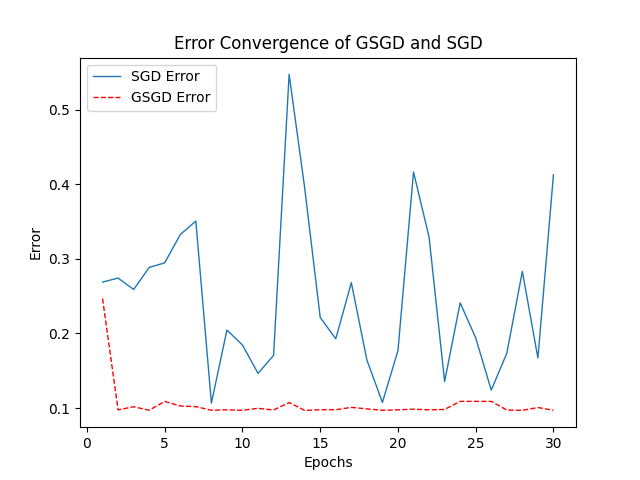 Error Convergence of GSGD and SGD
SGD Error
GSGD Error
Error
0.5
0.4
0.3
0.2
0.1
0 5 10 15 20 25 30
Epochs